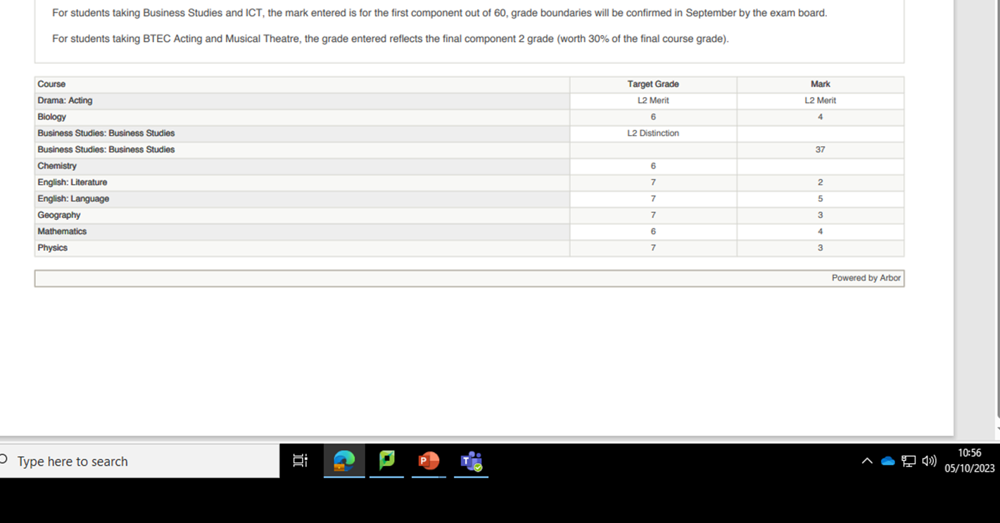 For students taking Business Studies and ICT, the mark entered is for the first component out of 60, grade boundaries will be confirmed in September by the exam board.
For students taking BTEC Acting and Musical Theatre, the grade entered reflects the final component 2 grade (worth 30% of the final course grade).
Course Target Grade Mark
Drama: Acting L2 Merit L2 Merit
Biology 6 4
Business Studies: Business Studies L2 Distinction
Business Studies: Business Studies 37
Chemistry 6
English: Literature 7 2
English: Language 7 5
Geography 7 3
Mathematics 6 4
Physics 7 3
Powered by Arbor
Type here to search
10:56
05/10/2023